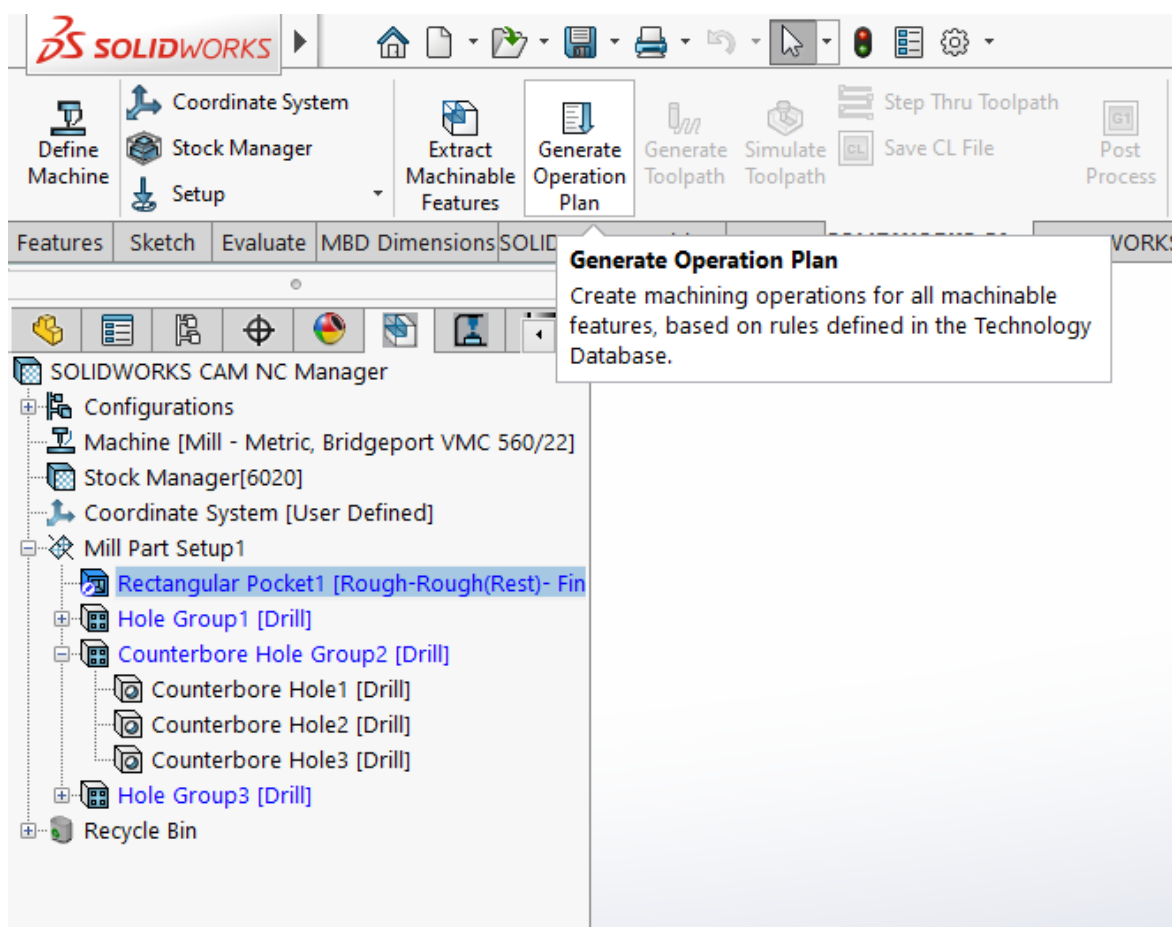 SOLIDWORKS
Define Machine
Coordinate System
Stock Manager
Setup
Extract Machinable Features
Generate Operation Plan
Generate Toolpath
Simulate Toolpath
Step Thru Toolpath
CL
Save CL File
G1
Post Process
Features Sketch Evaluate MBD Dimensions SOLID
WORKS
Generate Operation Plan
Create machining operations for all machinable
features, based on rules defined in the Technology
Database.
SOLIDWORKS CAM NC Manager
Configurations
Machine [Mill - Metric, Bridgeport VMC 560/22]
Stock Manager[6020]
Coordinate System [User Defined]
Mill Part Setup1
Rectangular Pocket1 [Rough-Rough(Rest)- Fin
Hole Group1 [Drill]
Counterbore Hole Group2 [Drill]
Counterbore Hole1 [Drill]
Counterbore Hole2 [Drill]
Counterbore Hole3 [Drill]
Hole Group3 [Drill]
Recycle Bin